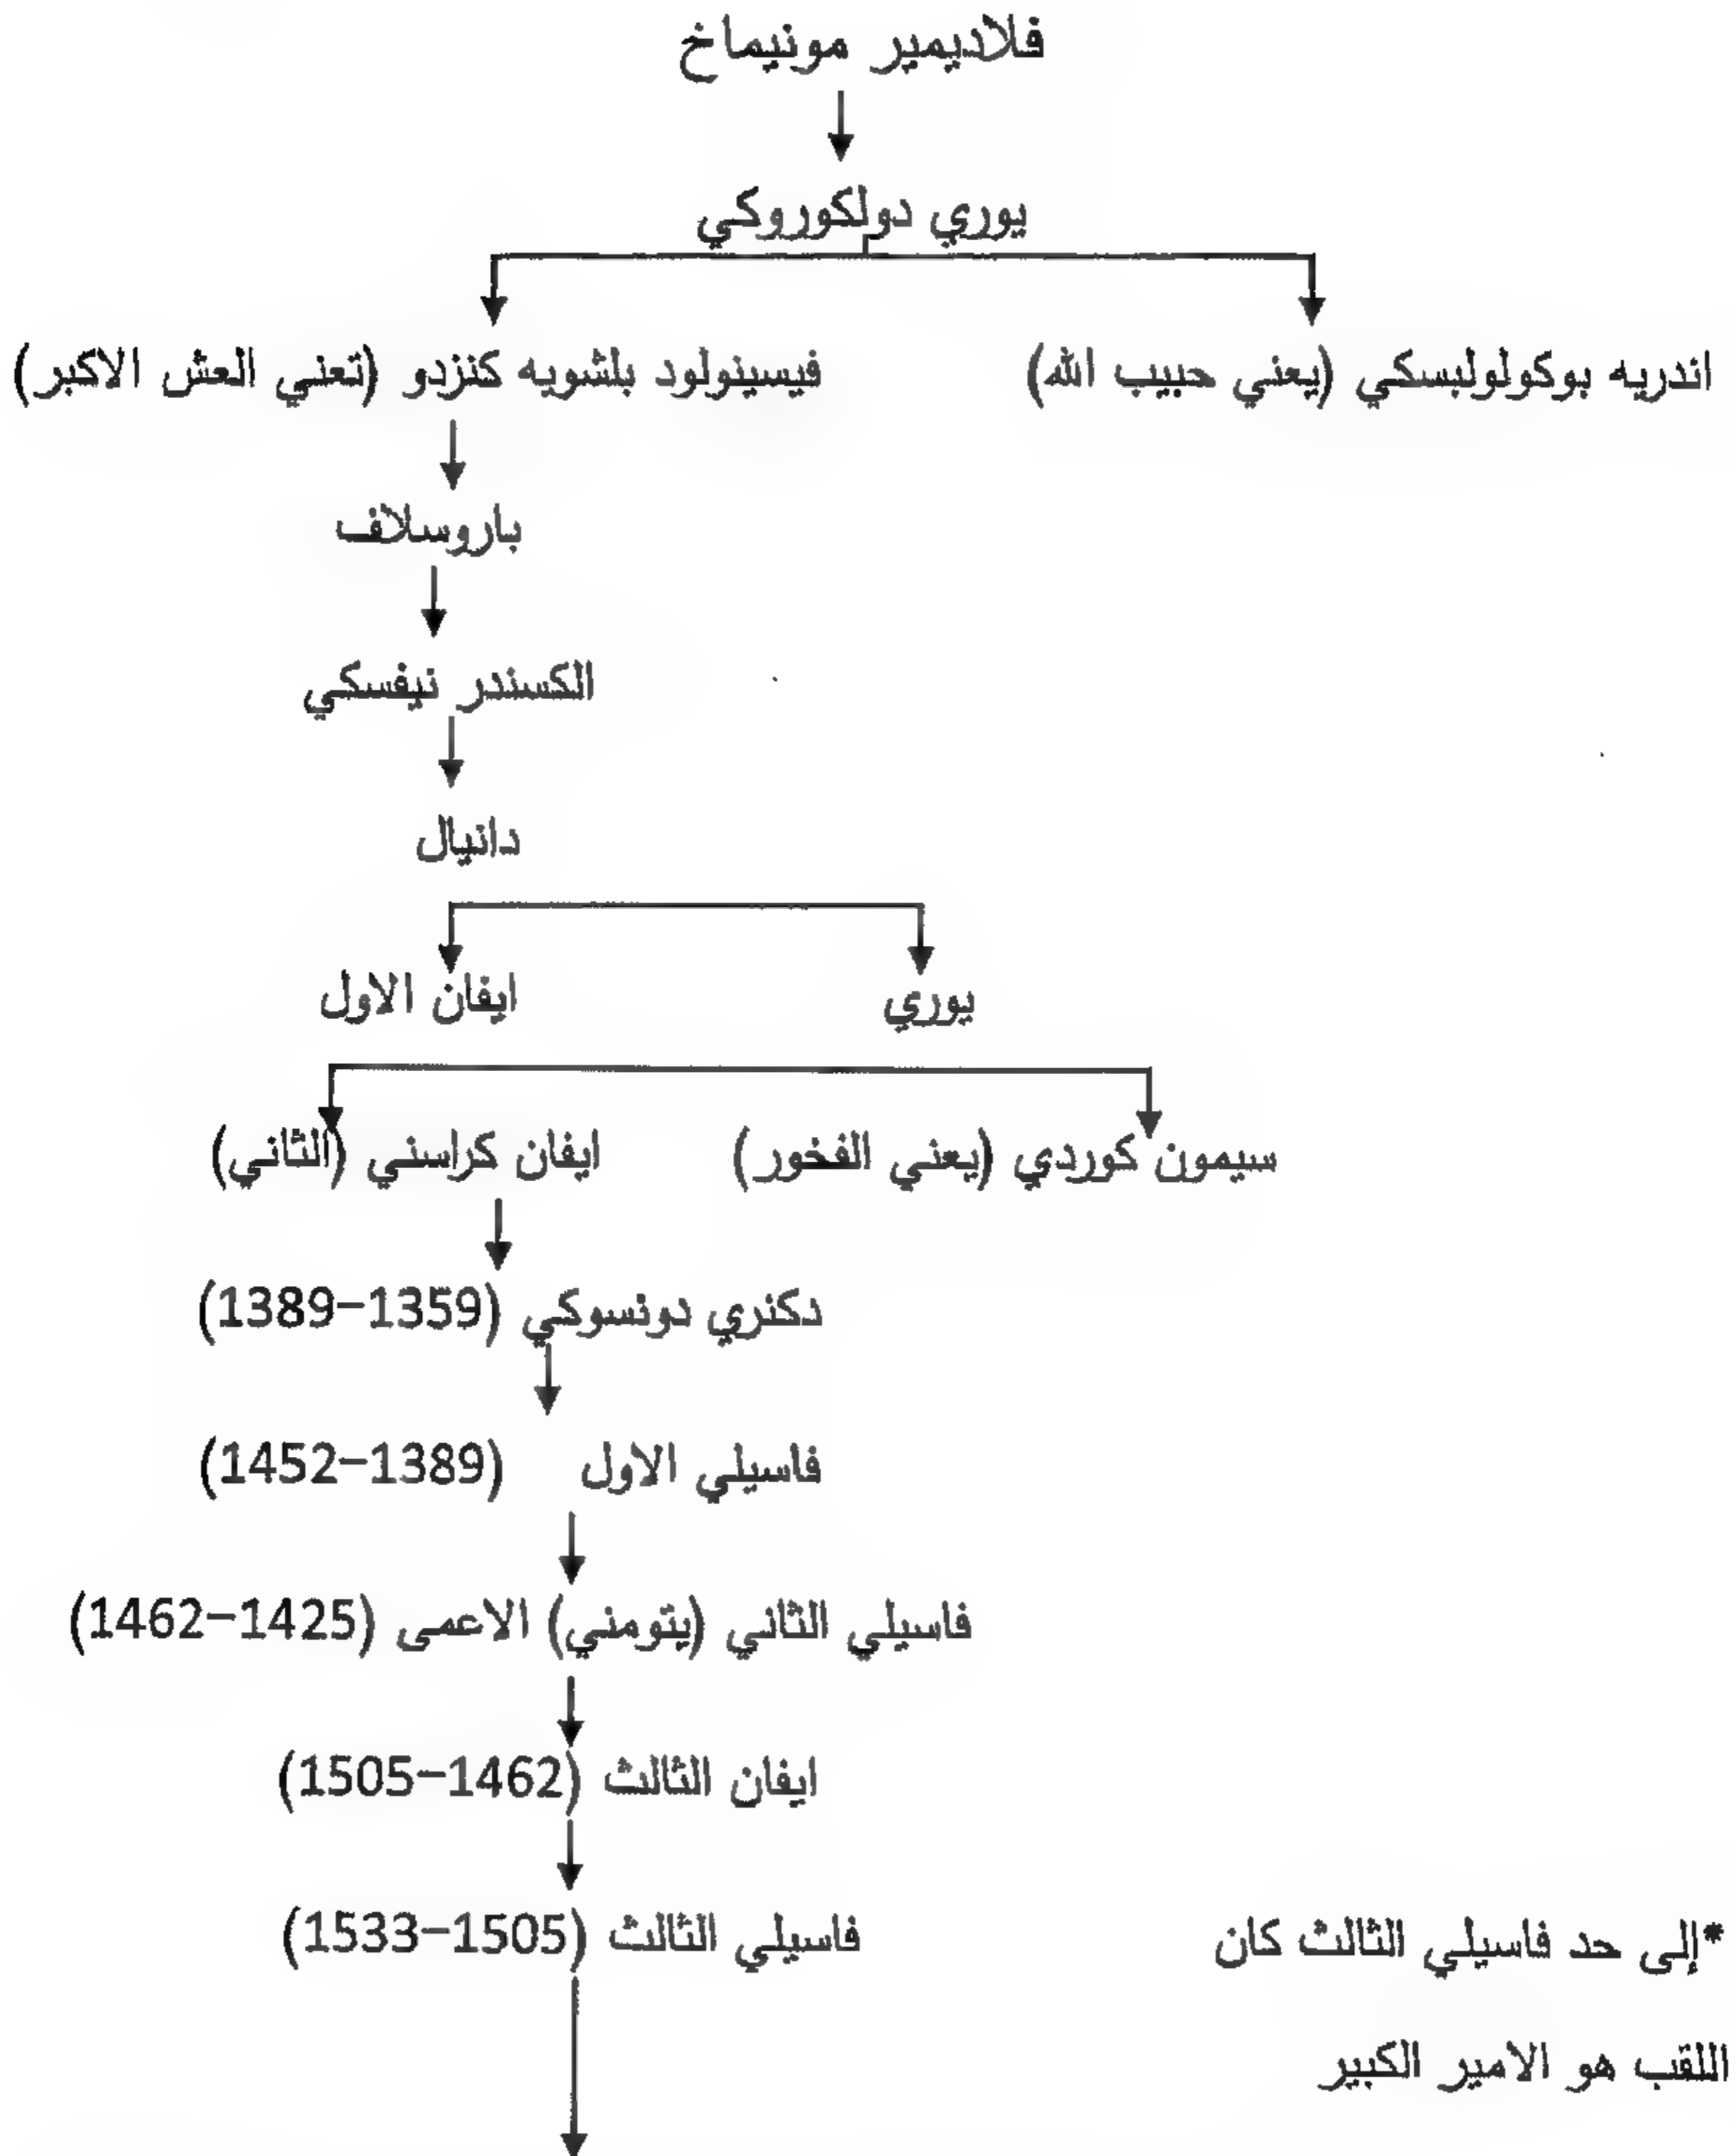 فلاديمير مونيماخ
يوري دولكوروكي
اندريه بوكولولبسكي (يعني حبيب الله)
فيسينولود بلشويه كنزدو (تعني العش الاكبر)
باروسلاف
الكسندر نيفسكي
دانيال
يوري
ايفان الاول
سيمون كوردي (يعني الفخور)
ايفان كراسني (الثاني)
دكنري دونسوكي (1359–1389)
فاسيلي الاول (1389–1452)
فاسيلي الثاني (يتومني) الاعمى (1425–1462)
ايفان الثالث (1462–1505)
فاسيلي الثالث (1505–1533)
*إلى حد فاسيلي الثالث كان
اللقب هو الامير الكبير